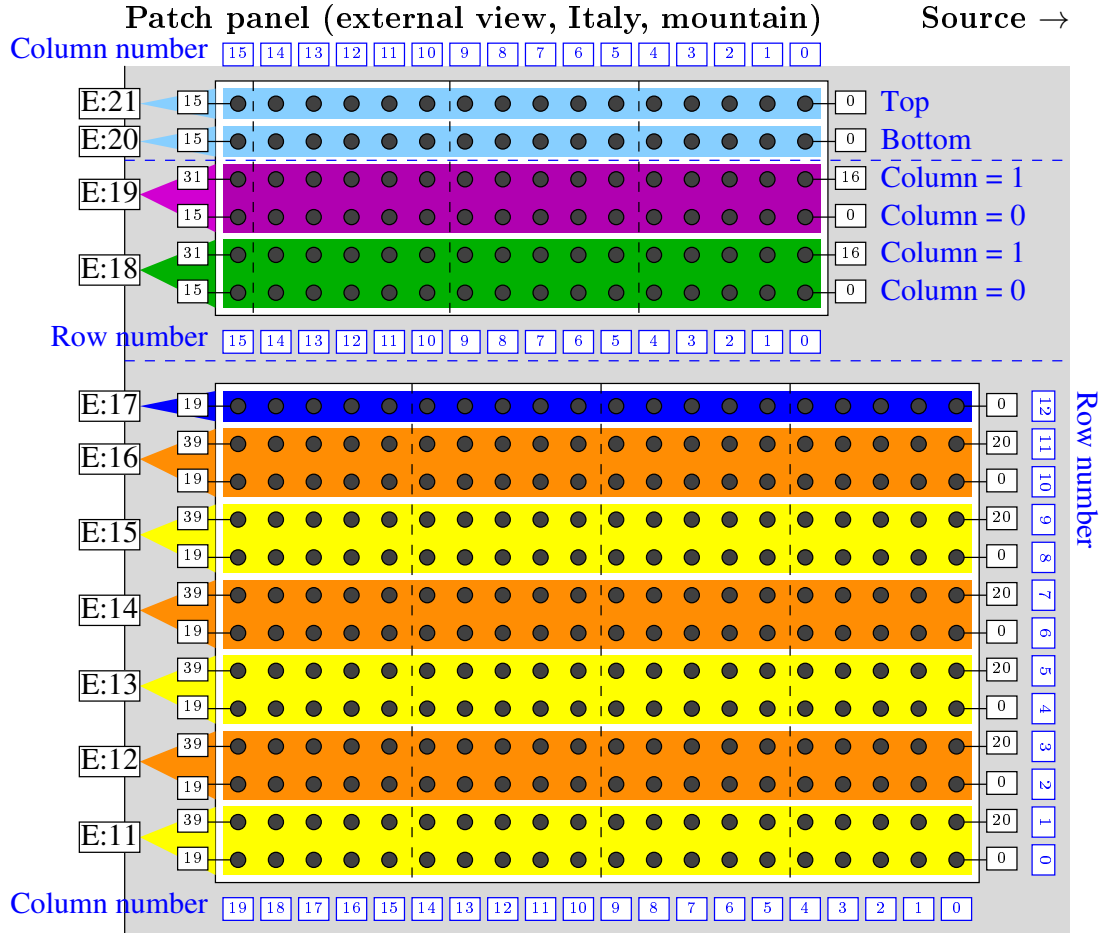 Patch panel (external view, Italy, mountain) Source →
Column number 15 14 13 12 11 10 9 8 7 6 5 4 3 2 1 0
E:21 15 0 Top
E:20 15 0 Bottom
E:19 31 16 Column = 1
15 0 Column = 0
E:18 31 16 Column = 1
15 0 Column = 0
Row number 15 14 13 12 11 10 9 8 7 6 5 4 3 2 1 0
E:17 19 0 12
Row number
E:16 39 20 11
19 0 10
E:15 39 20 9
19 0 8
E:14 39 20 7
19 0 6
E:13 39 20 5
19 0 4
E:12 39 20 3
19 0 2
E:11 39 20 1
19 0 0
Column number 19 18 17 16 15 14 13 12 11 10 9 8 7 6 5 4 3 2 1 0